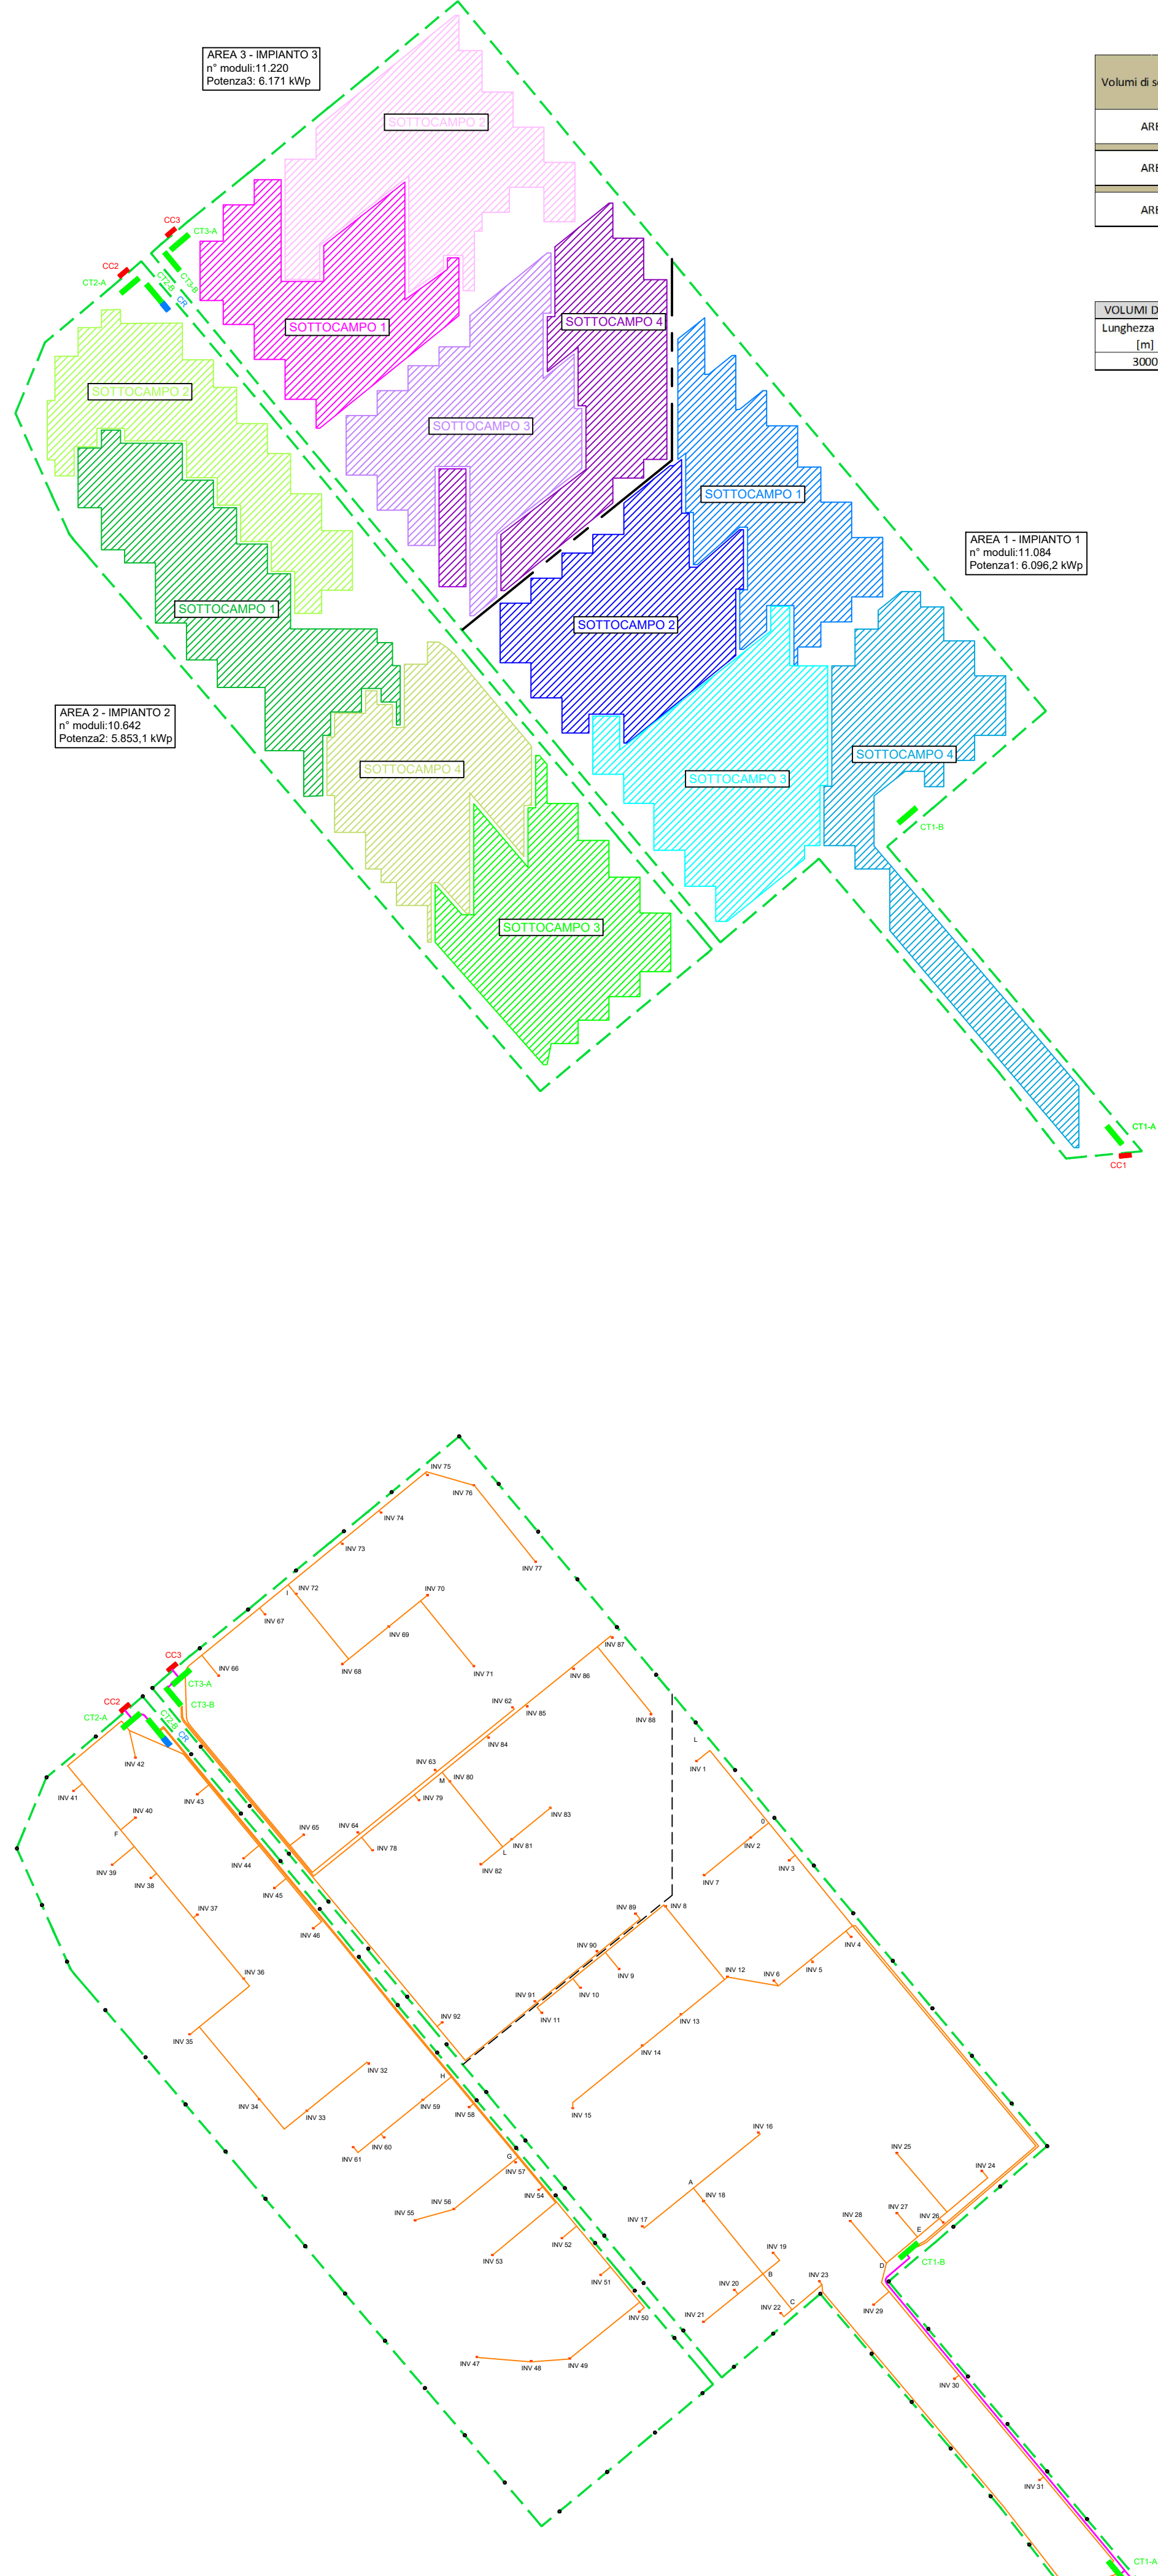 AREA 3 - IMPIANTO 3
n° moduli:11.220
Potenza3: 6.171 kWp
Volumi di
SOTTOCAMPO 2
CC3
CT3-A
CC2
CT2-A
CT2-B
CR
CT3-B
SOTTOCAMPO 1
SOTTOCAMPO 4
VOLUMI
Lunghezza
[m]
3000
SOTTOCAMPO 2
SOTTOCAMPO 3
SOTTOCAMPO 1
AREA 1 - IMPIANTO 1
n° moduli:11.084
Potenza1: 6.096,2 kWp
SOTTOCAMPO 1
SOTTOCAMPO 2
AREA 2 - IMPIANTO 2
n° moduli:10.642
Potenza2: 5.853,1 kWp
SOTTOCAMPO 4
SOTTOCAMPO 4
SOTTOCAMPO 3
CT1-B
SOTTOCAMPO 3
CT1-A
CC1
INV 75
INV 76
INV 74
INV 73
INV 77
INV 72
I
INV 70
INV 67
INV 69
INV 87
CC3
INV 66
INV 68
INV 71
INV 86
CT3-A
CC2
CT3-B
INV 62
INV 85
INV 88
CT2-A
CT2-B
CR
INV 84
L
INV 42
INV 63
INV 1
M
INV 80
INV 41
INV 43
INV 79
INV 40
INV 83
0
F
INV 65
INV 64
INV 2
INV 78
INV 81
L
INV 3
INV 39
INV 44
INV 82
INV 7
INV 38
INV 45
INV 37
INV 89
INV 8
INV 46
INV 4
INV 90
INV 5
INV 36
INV 9
INV 12
INV 6
INV 10
INV 91
INV 11
INV 92
INV 13
INV 35
INV 14
INV 32
H
INV 34
INV 59
INV 33
INV 58
INV 15
INV 16
INV 60
INV 61
G
INV 25
INV 57
INV 24
A
INV 54
INV 18
INV 56
INV 55
INV 17
INV 28
INV 27
INV 26
E
INV 52
INV 53
INV 19
CT1-B
D
INV 51
B
INV 23
INV 20
C
INV 50
INV 21
INV 22
INV 29
INV 47
INV 48
INV 49
INV 30
INV 31
CT1-A